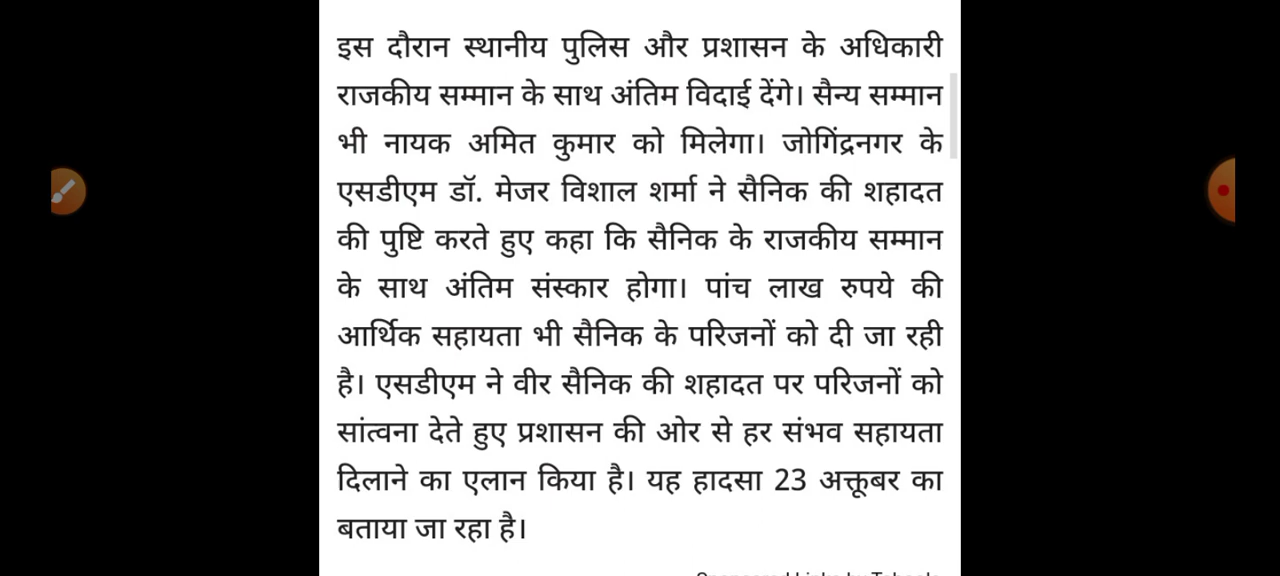 इस दौरान स्थानीय पुलिस और प्रशासन के अधिकारी
राजकीय सम्मान के साथ अंतिम विदाई देंगे। सैन्य सम्मान
भी नायक अमित कुमार को मिलेगा। जोगिंद्रनगर के
एसडीएम डॉ. मेजर विशाल शर्मा ने सैनिक की शहादत
की पुष्टि करते हुए कहा कि सैनिक के राजकीय सम्मान
के साथ अंतिम संस्कार होगा। पांच लाख रुपये की
आर्थिक सहायता भी सैनिक के परिजनों को दी जा रही
है। एसडीएम ने वीर सैनिक की शहादत पर परिजनों को
सांत्वना देते हुए प्रशासन की ओर से हर संभव सहायता
दिलाने का एलान किया है। यह हादसा 23 अक्तूबर का
बताया जा रहा है।